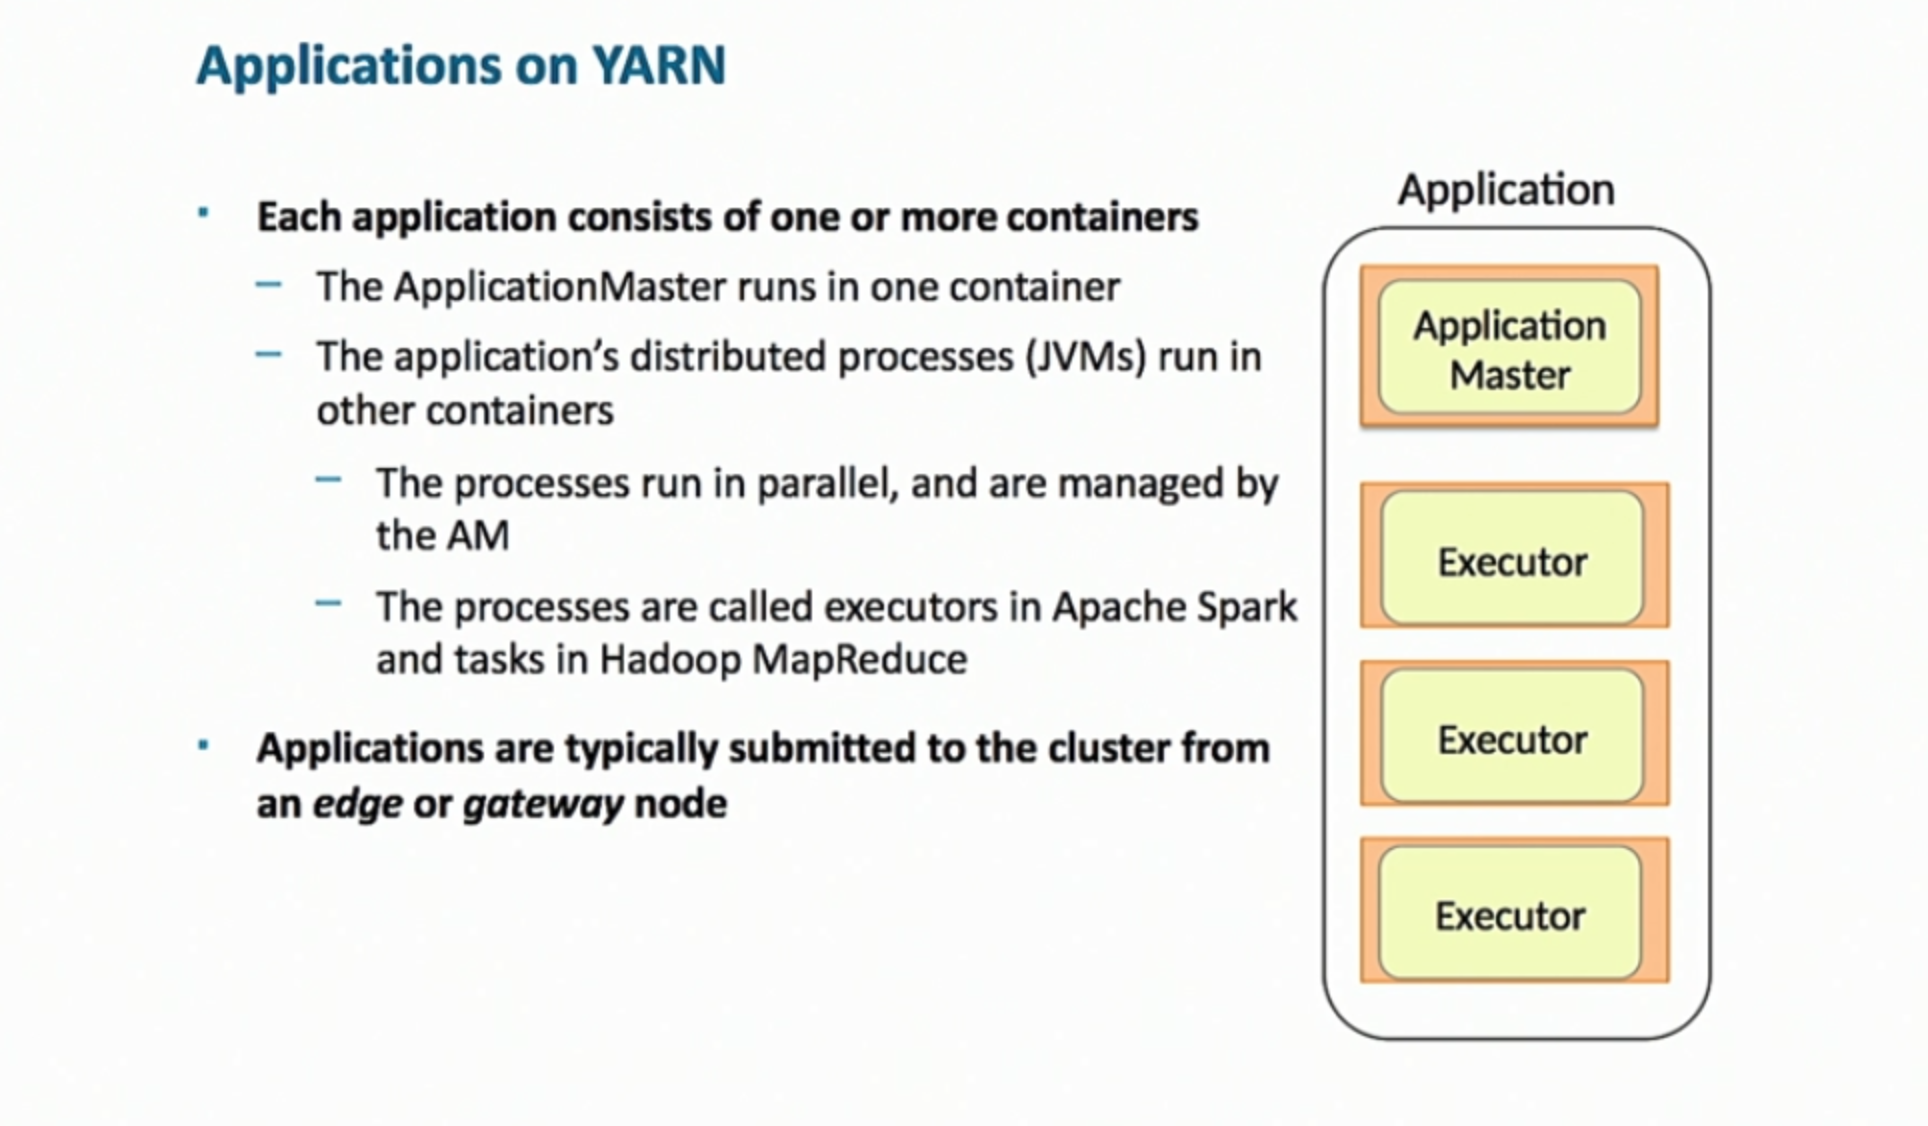 Applications on YARN
Each application consists of one or more containers
The ApplicationMaster runs in one container
The application’s distributed processes (JVMs) run in
other containers
The processes run in parallel, and are managed by
the AM
The processes are called executors in Apache Spark
and tasks in Hadoop MapReduce
Applications are typically submitted to the cluster from
an edge or gateway node
Application
Application
Master
Executor
Executor
Executor